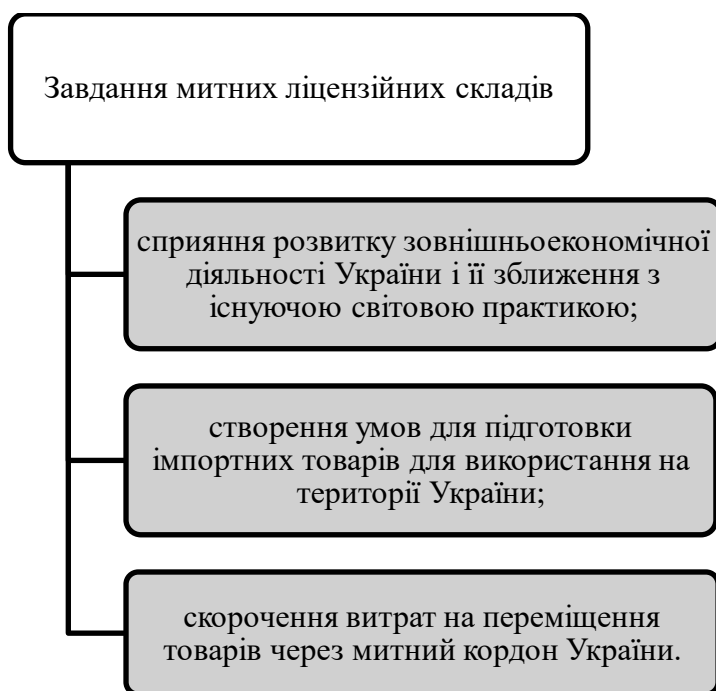 Завдання митних ліцензійних складів
сприяння розвитку зовнішньоекономічної
діяльності України і її зближення з
існуючою світовою практикою;
створення умов для підготовки
імпортних товарів для використання на
території України;
скорочення витрат на переміщення
товарів через митний кордон України.